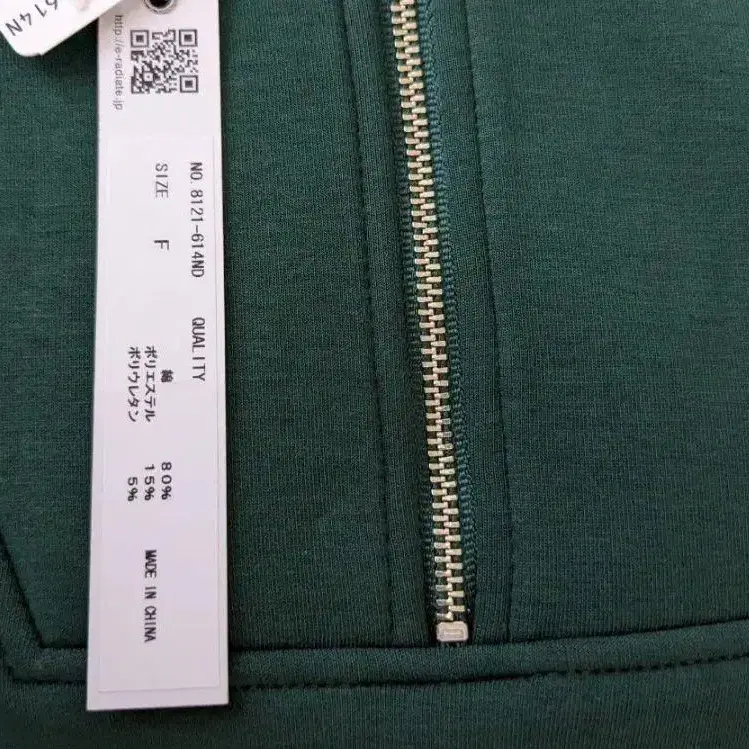 614N
http://e-radiate.jp
NO. 8121-614ND QUALITY
SIZE F
綿 80%
ポリエステル 15%
ポリウレタン 5%
MADE IN CHINA